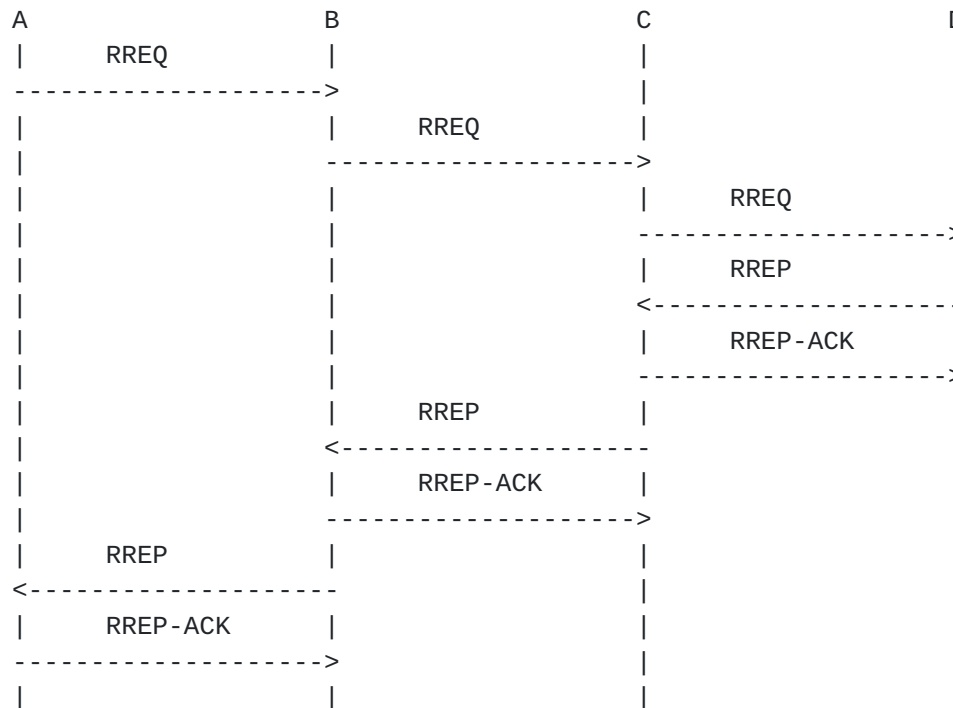 A B C D
| RREQ | |
-------------------->  |
| | RREQ |
| -------------------->
| | | RREQ
| | -------------------->
| | | RREP
| | <--------------------
| | | RREP-ACK
| | -------------------->
| | RREP |
| <--------------------
| | RREP-ACK |
| -------------------->
| RREP | |
<-------------------- |
| RREP-ACK | |
--------------------> |
| | |